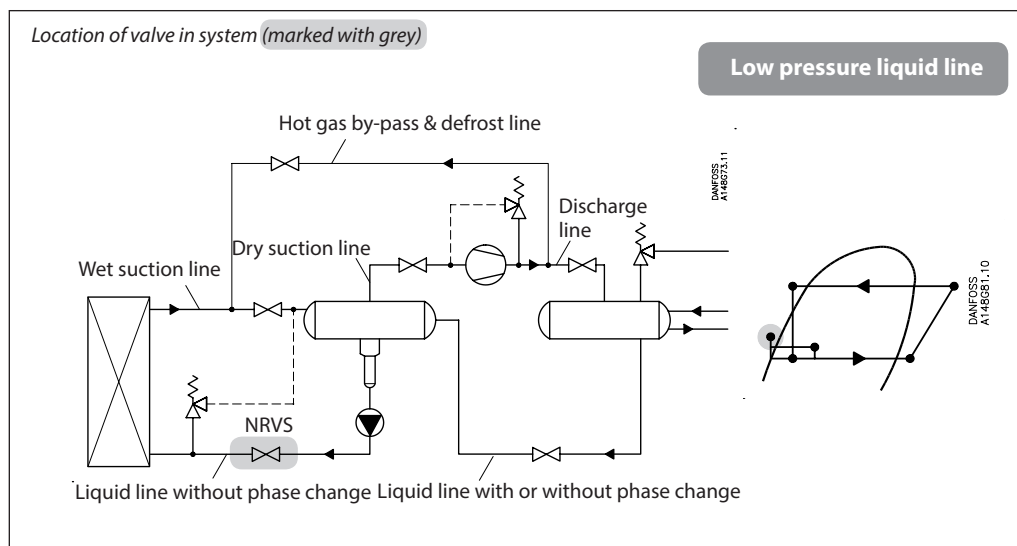 Location of valve in system (marked with grey)
Low pressure liquid line
Hot gas by-pass & defrost line
DANFOSS
A148G73.11
Discharge
line
Dry suction line
Wet suction line
DANFOSS
A148G81.10
NRVS
Liquid line without phase change
Liquid line with or without phase change